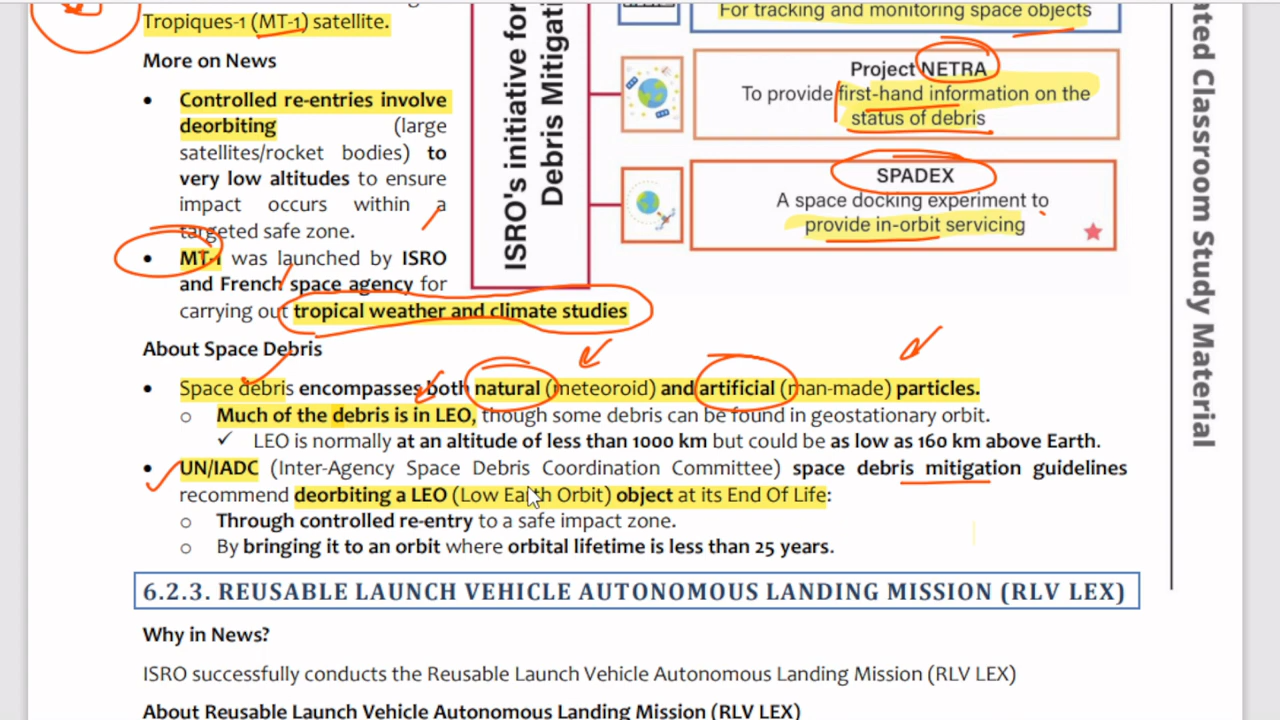 Tropiques-1 (MT-1) satellite.
More on News
• Controlled re-entries involve
deorbiting (large
satellites/rocket bodies) to
very low altitudes to ensure
impact occurs within a
targeted safe zone.
• MT-1 was launched by ISRO
and French space agency for
carrying out tropical weather and climate studies
ISRO's initiative for
Debris Mitigati
For tracking and monitoring space objects
Project NETRA
To provide first-hand information on the
status of debris
SPADEX
A space docking experiment to
provide in-orbit servicing
About Space Debris
• Space debris encompasses both natural (meteoroid) and artificial (man-made) particles.
o Much of the debris is in LEO, though some debris can be found in geostationary orbit.
✓ LEO is normally at an altitude of less than 1000 km but could be as low as 160 km above Earth.
• UN/IADC (Inter-Agency Space Debris Coordination Committee) space debris mitigation guidelines
recommend deorbiting a LEO (Low Earth Orbit) object at its End Of Life:
o Through controlled re-entry to a safe impact zone.
o By bringing it to an orbit where orbital lifetime is less than 25 years.
6.2.3. REUSABLE LAUNCH VEHICLE AUTONOMOUS LANDING MISSION (RLV LEX)
Why in News?
ISRO successfully conducts the Reusable Launch Vehicle Autonomous Landing Mission (RLV LEX)
About Reusable Launch Vehicle Autonomous Landing Mission (RLV LEX)
ated Classroom Study Material